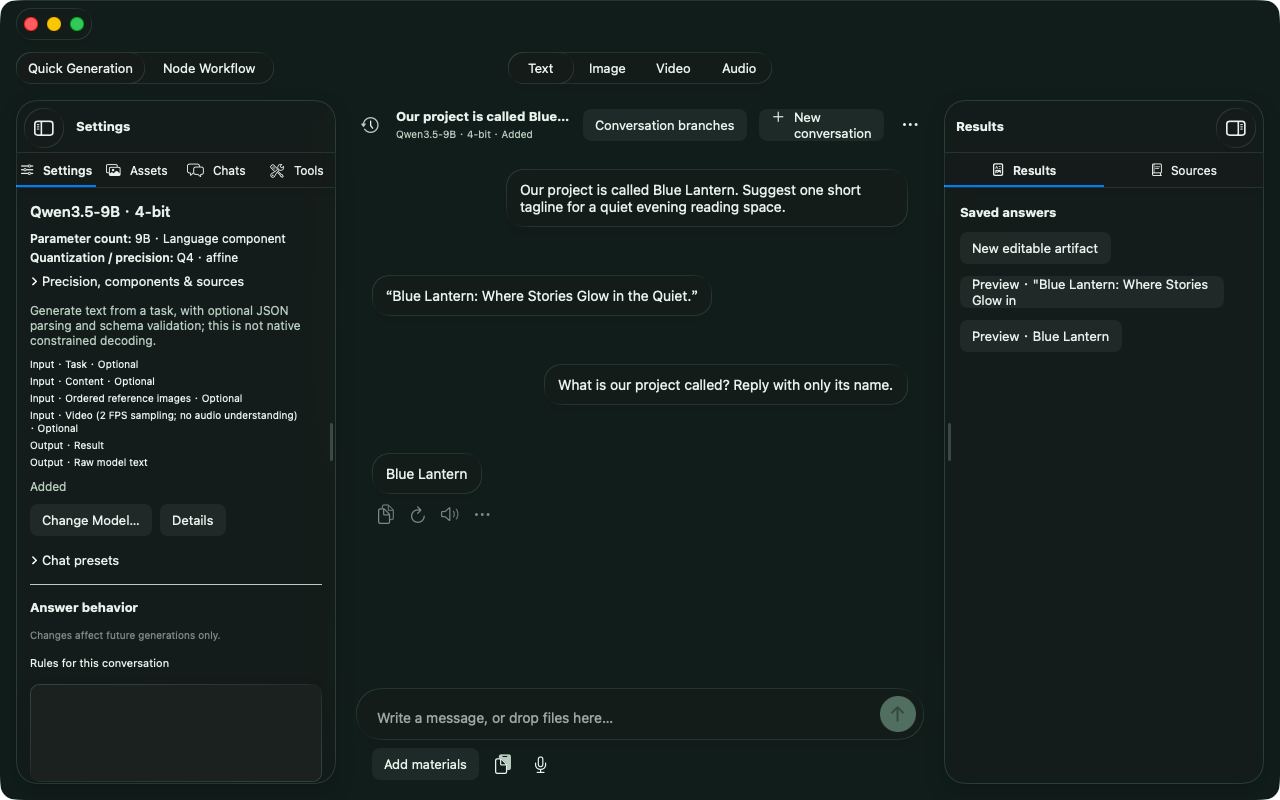 Quick Generation
Node Workflow
Text
Image
Video
Audio
Settings
Settings
Assets
Chats
Tools
Qwen3.5-9B · 4-bit
Parameter count: 9B · Language component
Quantization / precision: Q4 · affine
Precision, components & sources
Generate text from a task, with optional JSON
parsing and schema validation; this is not native
constrained decoding.
Input · Task · Optional
Input · Content · Optional
Input · Ordered reference images · Optional
Input · Video (2 FPS sampling; no audio understanding)
· Optional
Output · Result
Output · Raw model text
Added
Change Model...
Details
Chat presets
Answer behavior
Changes affect future generations only.
Rules for this conversation
Our project is called Blue...
Qwen3.5-9B · 4-bit · Added
Conversation branches
New
conversation
Our project is called Blue Lantern. Suggest one short
tagline for a quiet evening reading space.
“Blue Lantern: Where Stories Glow in the Quiet.”
What is our project called? Reply with only its name.
Blue Lantern
Write a message, or drop files here...
Add materials
Results
Results
Sources
Saved answers
New editable artifact
Preview · "Blue Lantern: Where Stories
Glow in
Preview · Blue Lantern